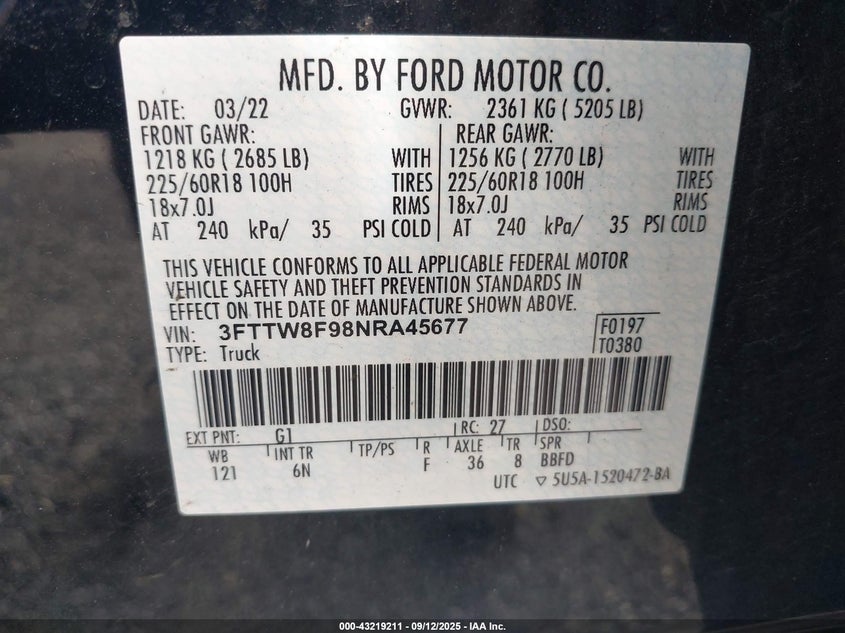 MFD. BY FORD MOTOR CO.
DATE: 03/22 GVWR: 2361 KG ( 5205 LB)
FRONT GAWR: REAR GAWR:
1218 KG ( 2685 LB) WITH 1256 KG ( 2770 LB) WITH
225/60R18 100H TIRES 225/60R18 100H TIRES
18x7.0J RIMS 18x7.0J RIMS
AT 240 kPa/ 35 PSI COLD AT 240 kPa/ 35 PSI COLD
THIS VEHICLE CONFORMS TO ALL APPLICABLE FEDERAL MOTOR
VEHICLE SAFETY AND THEFT PREVENTION STANDARDS IN
EFFECT ON THE DATE OF MANUFACTURE SHOWN ABOVE.
VIN: 3FTTW8F98NRA45677 F0197
TYPE: Truck T0380
EXT PNT: G1 RC: 27 DSO:
WB INT TR TP/PS R AXLE TR SPR
121 6N F 36 8 BBFD
UTC ▽ 5U5A-1520472-BA
000-43219211 - 09/12/2025 - IAA Inc.